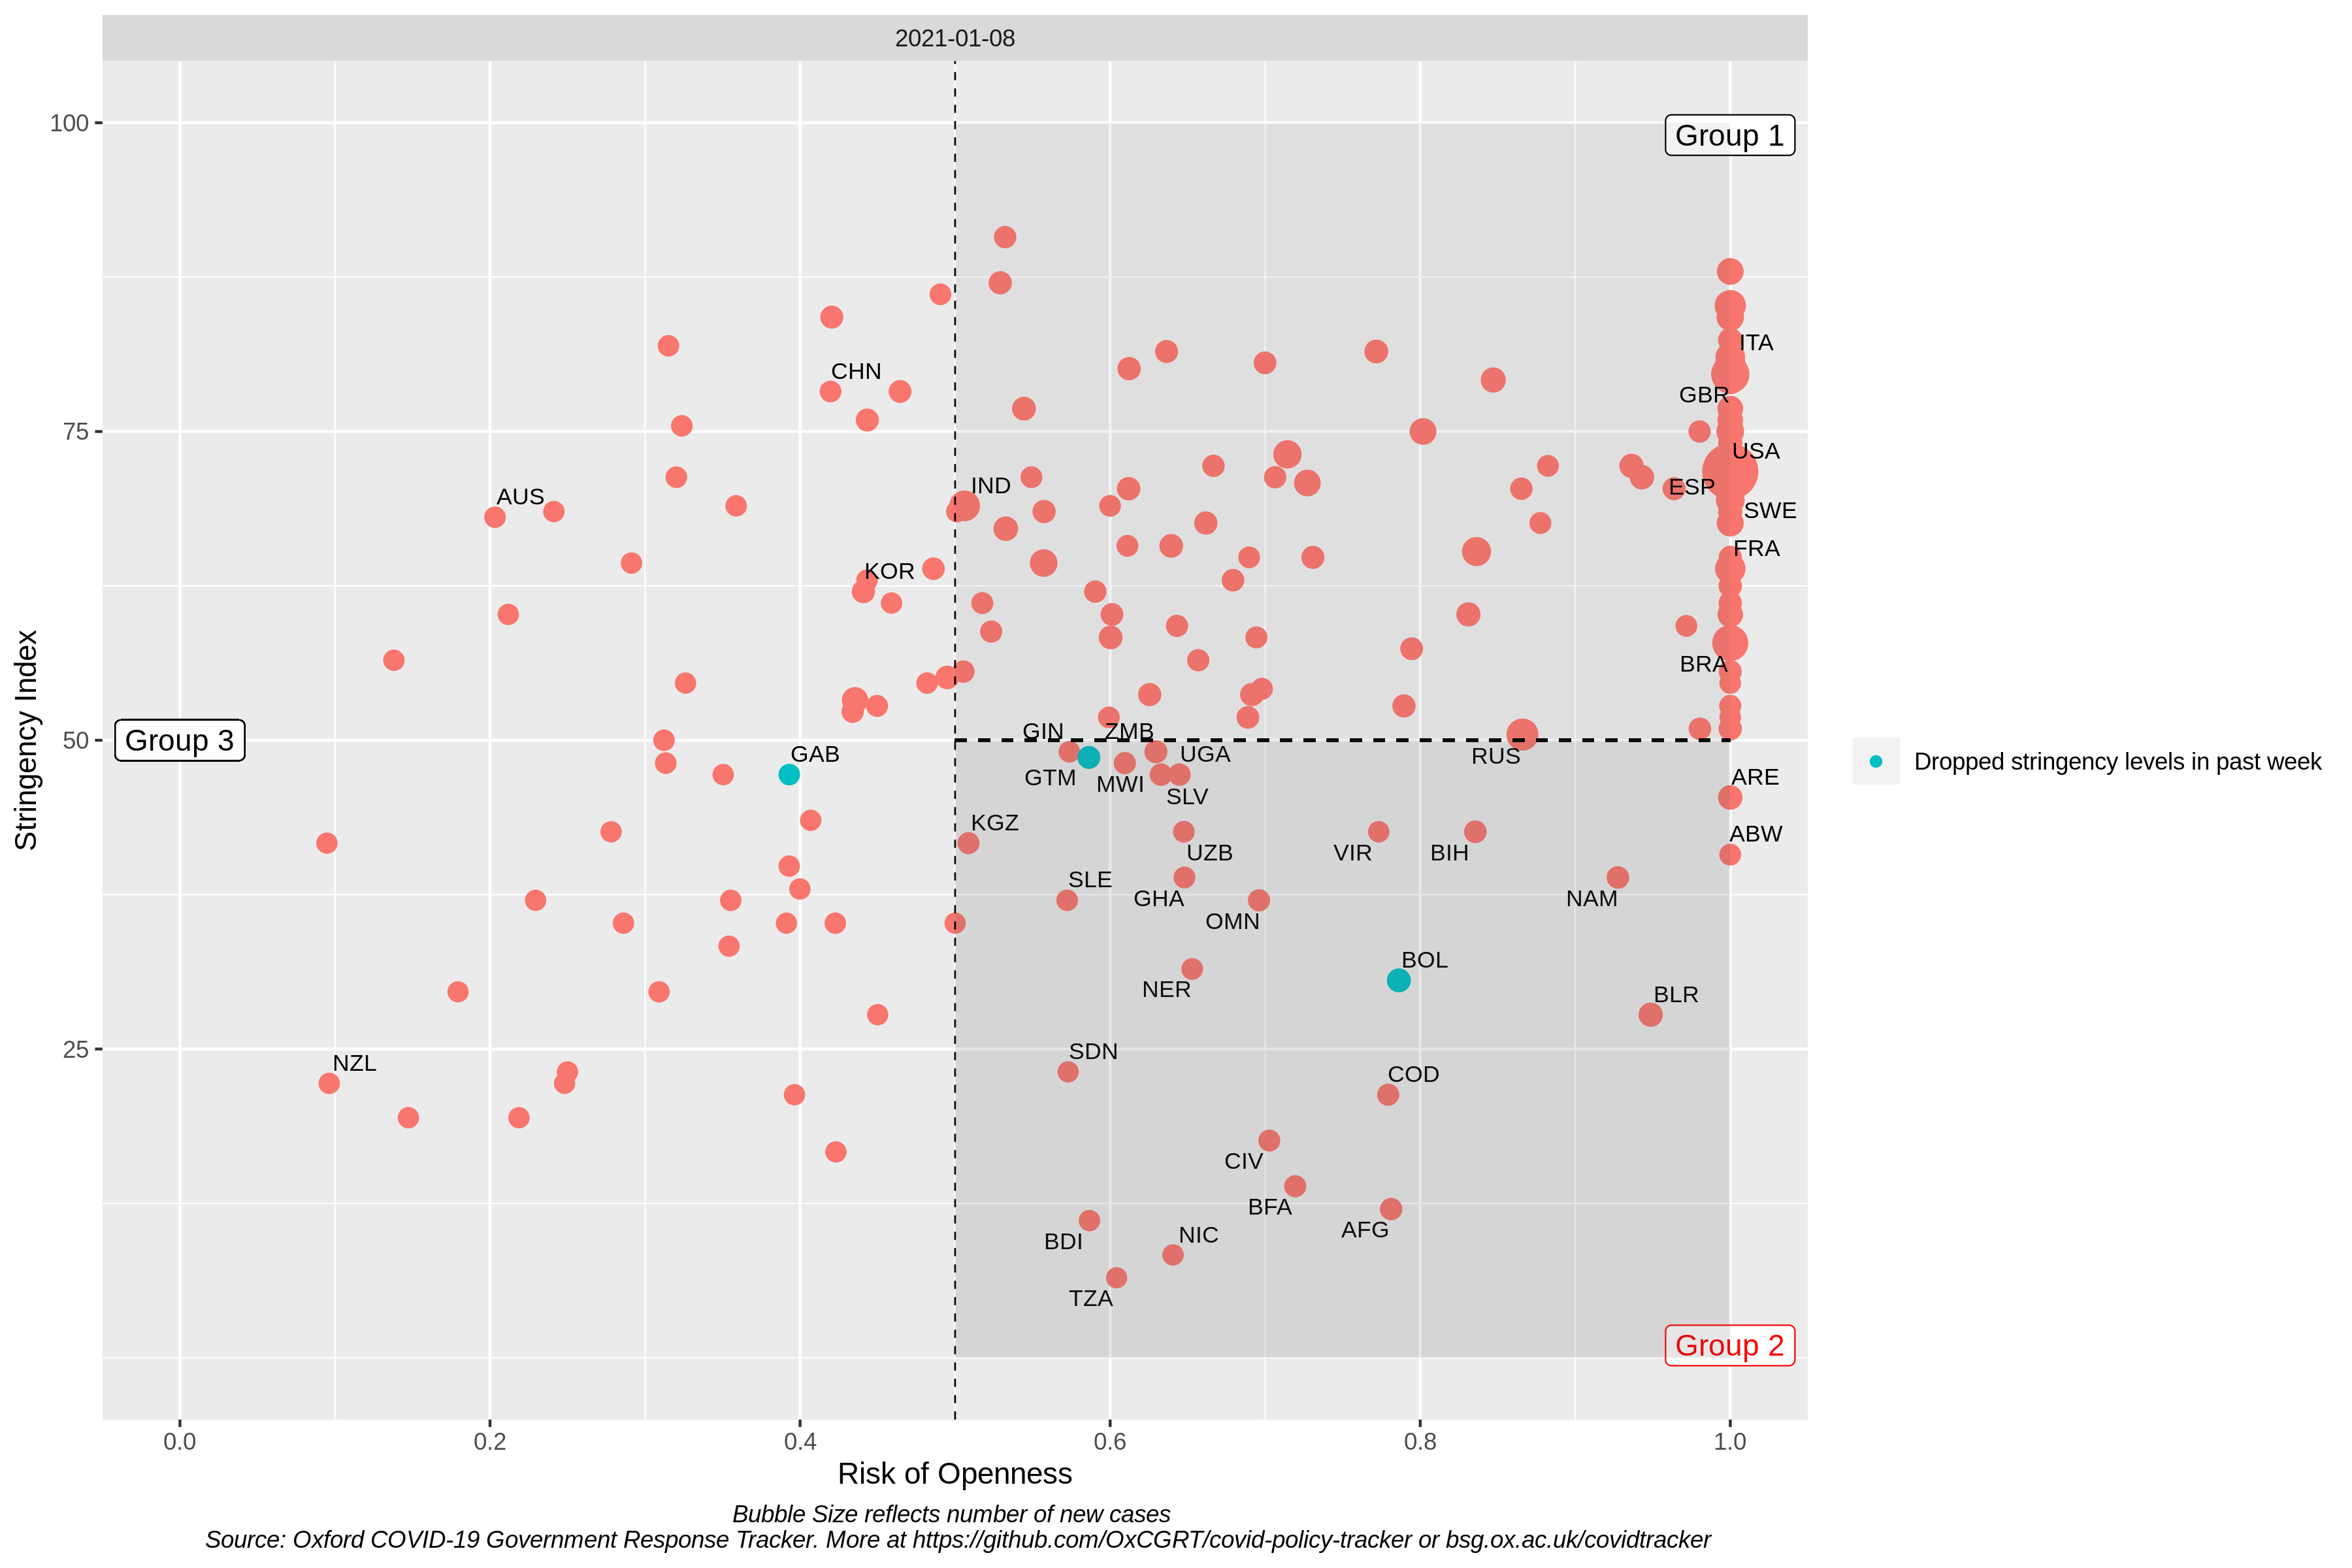 2021-01-08
100
Group 1
ITA
CHN
GBR
75
USA
IND
ESP
AUS
SWE
FRA
KOR
BRA
GIN
ZMB
50
Group 3
GAB
UGA
RUS
Dropped stringency levels in past week
GTM
MWI
ARE
SLV
KGZ
ABW
UZB
VIR
BIH
SLE
GHA
NAM
OMN
BOL
NER
BLR
25
SDN
NZL
COD
CIV
BFA
AFG
NIC
BDI
TZA
Group 2
Stringency Index
0.0
0.2
0.4
0.6
0.8
1.0
Risk of Openness
Bubble Size reflects number of new cases
Source: Oxford COVID-19 Government Response Tracker. More at https://github.com/OxCGRT/covid-policy-tracker or bsg.ox.ac.uk/covidtracker